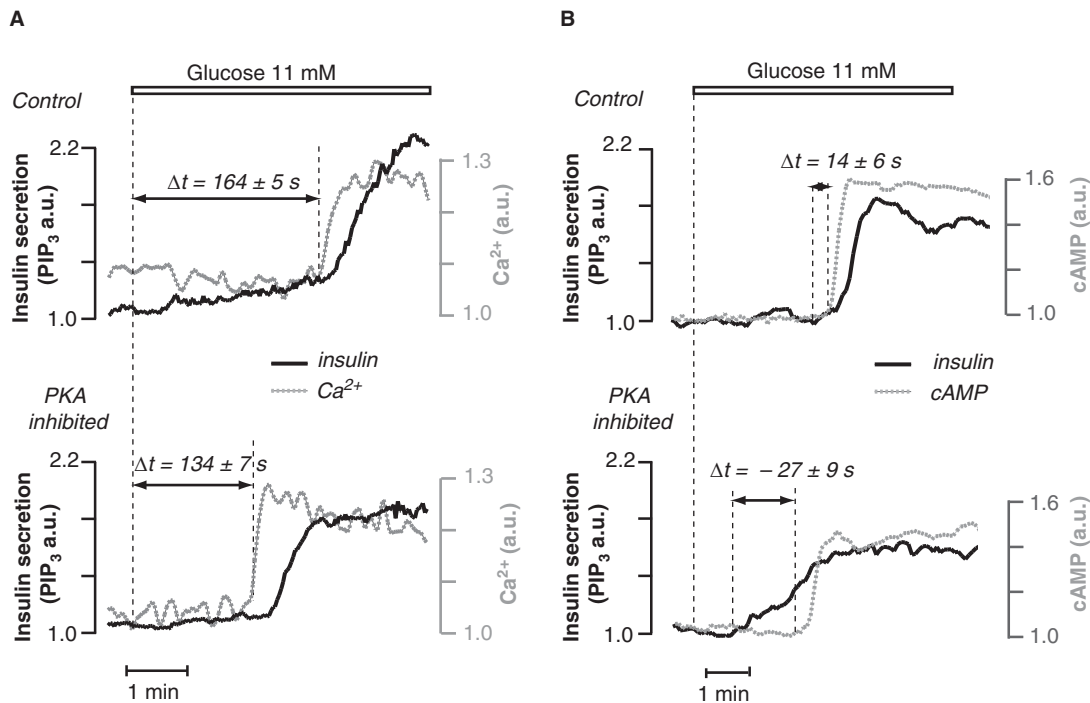 A
Glucose 11 mM
Control
2.2
1.3
Δt = 164 ± 5 s
Insulin secretion
(PIP3 a.u.)
Ca2+ (a.u.)
1.0
1.0
insulin
Ca2+
PKA
inhibited
2.2
1.3
Δt = 134 ± 7 s
Insulin secretion
(PIP3 a.u.)
Ca2+ (a.u.)
1.0
1.0
1 min
B
Glucose 11 mM
Control
2.2
1.6
Δt = 14 ± 6 s
Insulin secretion
(PIP3 a.u.)
cAMP (a.u.)
1.0
1.0
insulin
cAMP
PKA
inhibited
2.2
1.6
Δt = −27 ± 9 s
Insulin secretion
(PIP3 a.u.)
cAMP (a.u.)
1.0
1.0
1 min